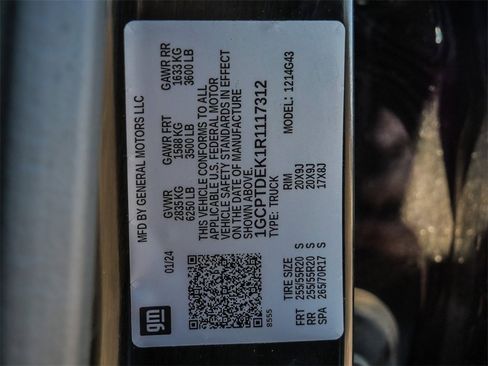 MFD BY GENERAL MOTORS LLC
01/24
GVWR
2835 KG
6250 LB
GAWR FRT
1588 KG
3500 LB
GAWR RR
1633 KG
3600 LB
THIS VEHICLE CONFORMS TO ALL
APPLICABLE U.S. FEDERAL MOTOR
VEHICLE SAFETY STANDARDS IN EFFECT
ON THE DATE OF MANUFACTURE
SHOWN ABOVE.
1GCPTDEK1R1117312
TYPE: TRUCK
MODEL: 1214G43
gm
8555
TIRE SIZE RIM
FRT 255/55R20 S 20X9J
RR 255/55R20 S 20X9J
SPA 265/70R17 S 17X8J